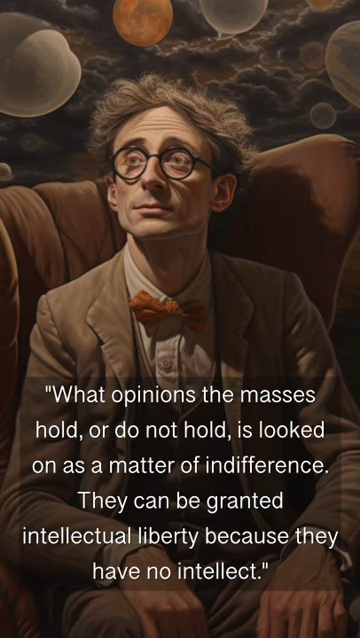 "What opinions the masses
hold, or do not hold, is looked
on as a matter of indifference.
They can be granted
intellectual liberty because they
have no intellect."